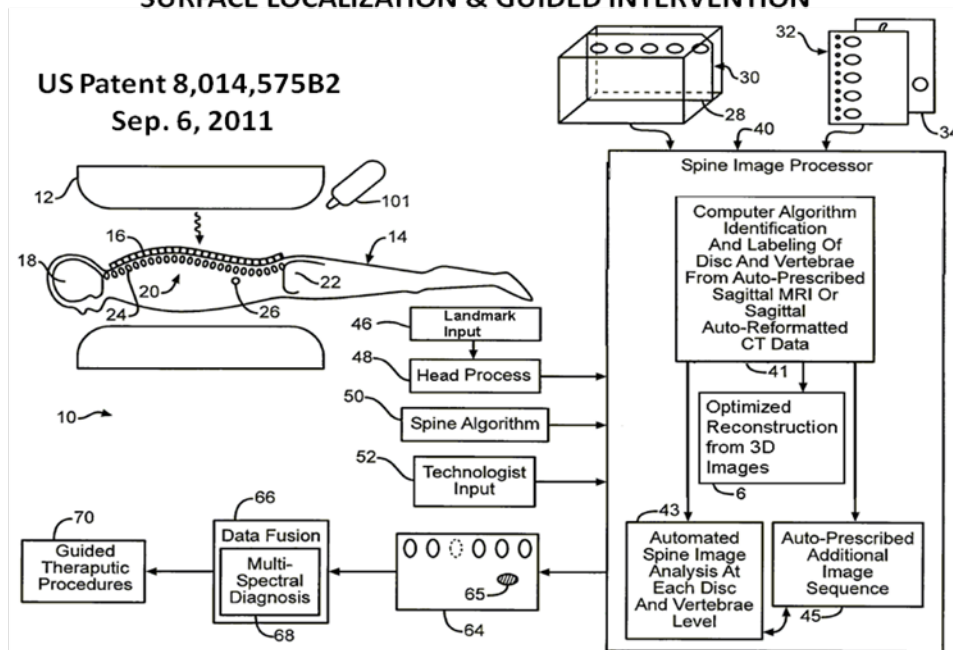 SURFACE LOCALIZATION & GUIDED INTERVENTION
US Patent 8,014,575B2
Sep. 6, 2011
12
101
16
14
18
20
22
24
26
10
30
28
32
34
40
Spine Image Processor
Computer Algorithm
Identification
And Labeling Of
Disc And Vertebrae
From Auto-Prescribed
Sagittal MRI Or
Sagittal
Auto-Reformatted
CT Data
41
46
Landmark
Input
48
Head Process
50
Spine Algorithm
52
Technologist
Input
Optimized
Reconstruction
from 3D
Images
6
43
Automated
Spine Image
Analysis At
Each Disc
And Vertebrae
Level
Auto-Prescribed
Additional
Image
Sequence
45
65
64
66
Data Fusion
Multi-
Spectral
Diagnosis
68
70
Guided
Theraputic
Procedures